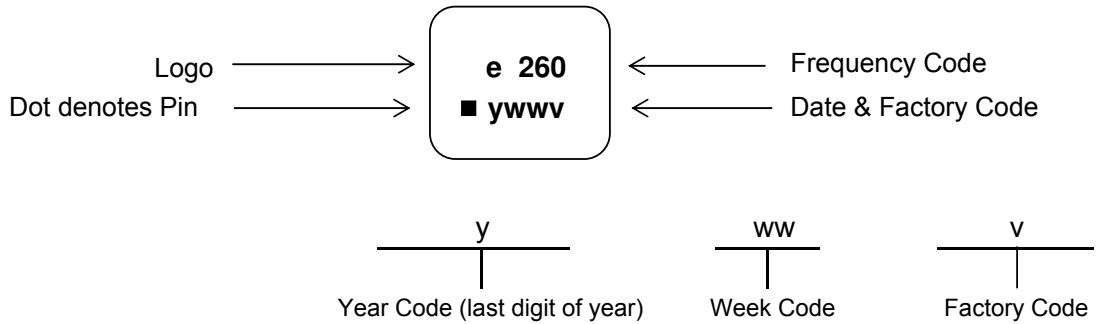 Logo e 260 Frequency Code
Dot denotes Pin ■ ywwv Date & Factory Code
y ww v
Year Code (last digit of year) Week Code Factory Code